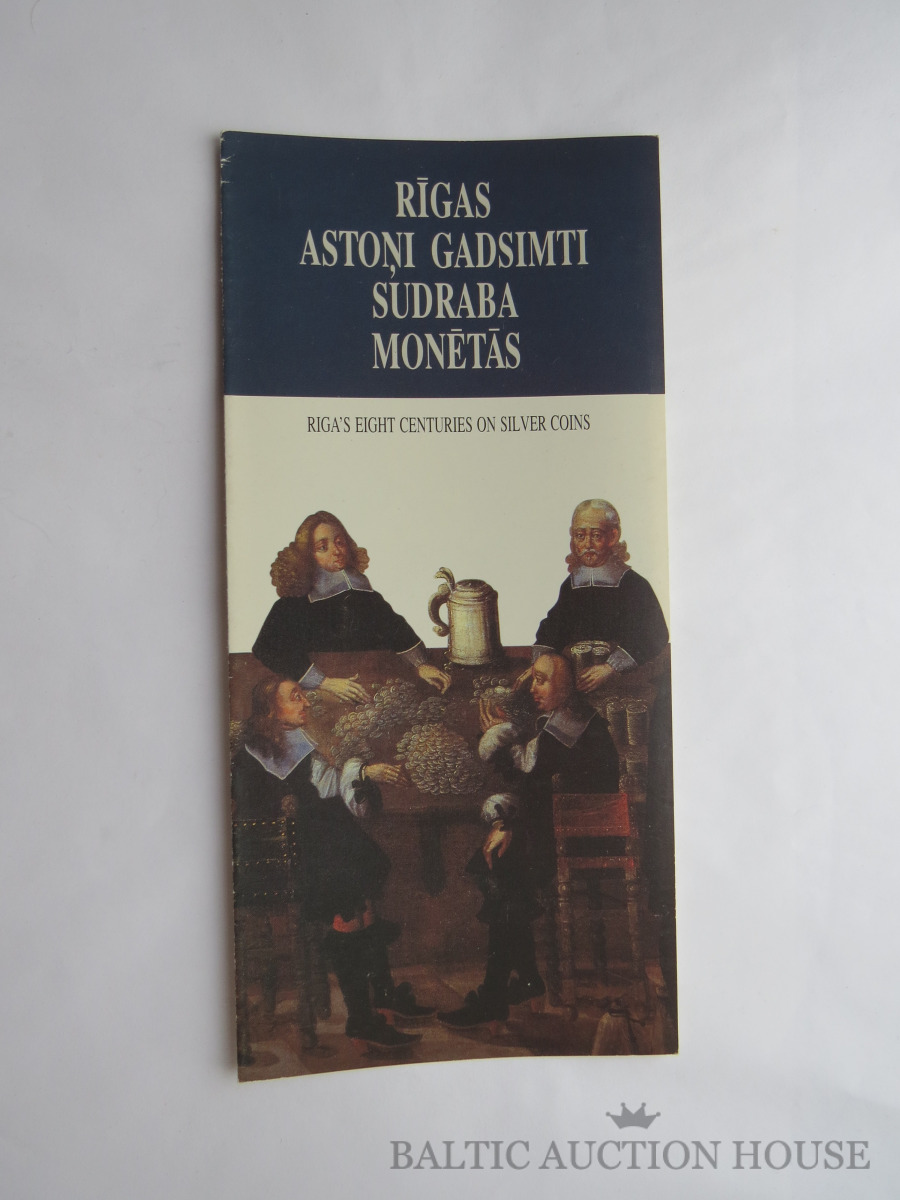 RĪGAS
ASTOŅI GADSIMTI
SUDRABA
MONĒTĀS
RIGA'S EIGHT CENTURIES ON SILVER COINS
BALTIC AUCTION HOUSE